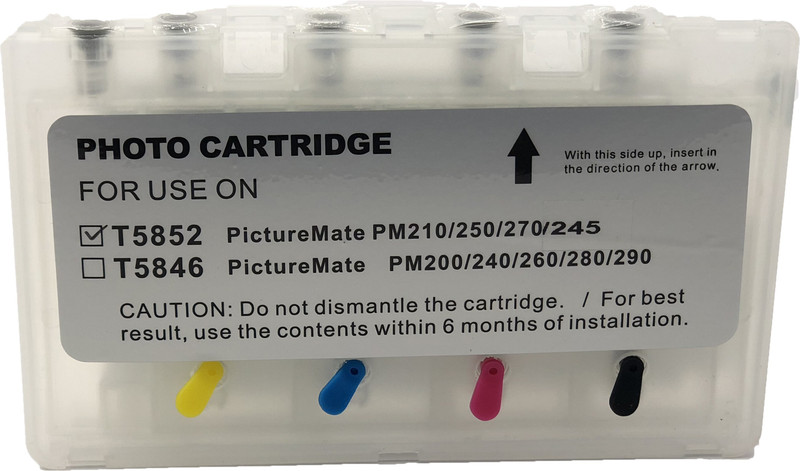 PHOTO CARTRIDGE
With this side up, insert in
the direction of the arrow.
FOR USE ON
T5852 PictureMate PM210/250/270/245
T5846 PictureMate PM200/240/260/280/290
CAUTION: Do not dismantle the cartridge. / For best
result, use the contents within 6 months of installation.